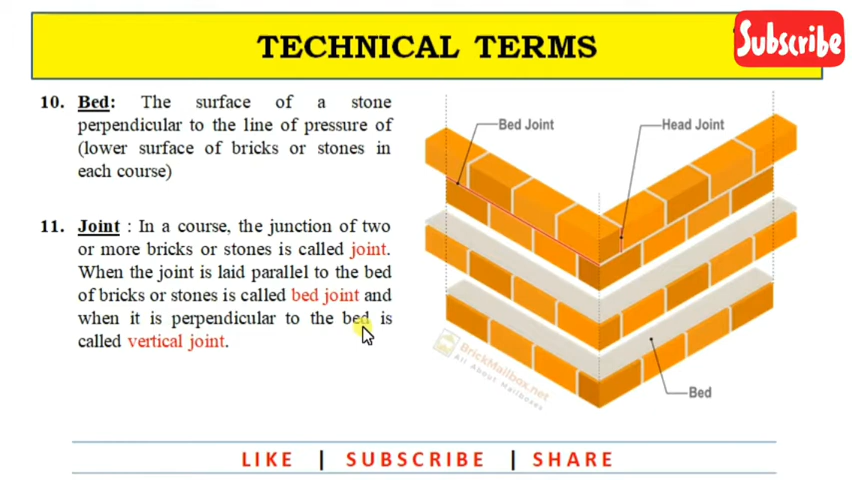 TECHNICAL TERMS
Subscribe
10. Bed: The surface of a stone
perpendicular to the line of pressure of
(lower surface of bricks or stones in
each course)
11. Joint : In a course, the junction of two
or more bricks or stones is called joint.
When the joint is laid parallel to the bed
of bricks or stones is called bed joint and
when it is perpendicular to the bed is
called vertical joint.
Bed Joint
Head Joint
Bed
BrickMailbox.net
All About Mailboxes
LIKE | SUBSCRIBE | SHARE